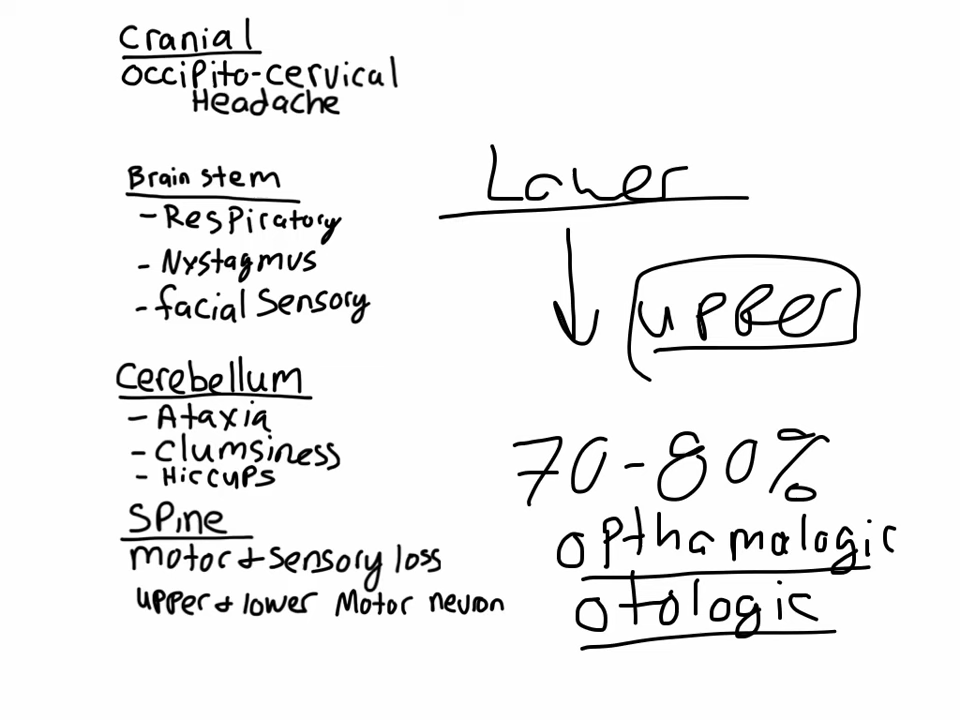 Cranial
Occipito-cervical
Headache
Brain stem
- Respiratory
- Nystagmus
- facial Sensory
Cerebellum
- Ataxia
- Clumsiness
- Hiccups
Spine
motor & sensory loss
upper & lower Motor neuron
Lower
upper
70-80%
opthamalogic
otologic